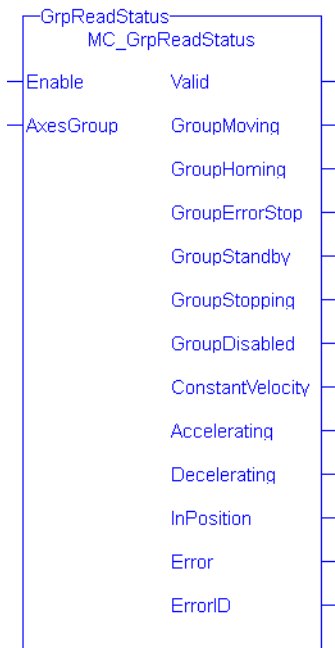 GrpReadStatus
MC_GrpReadStatus
Enable Valid
AxesGroup GroupMoving
GroupHoming
GroupErrorStop
GroupStandby
GroupStopping
GroupDisabled
ConstantVelocity
Accelerating
Decelerating
InPosition
Error
ErrorID